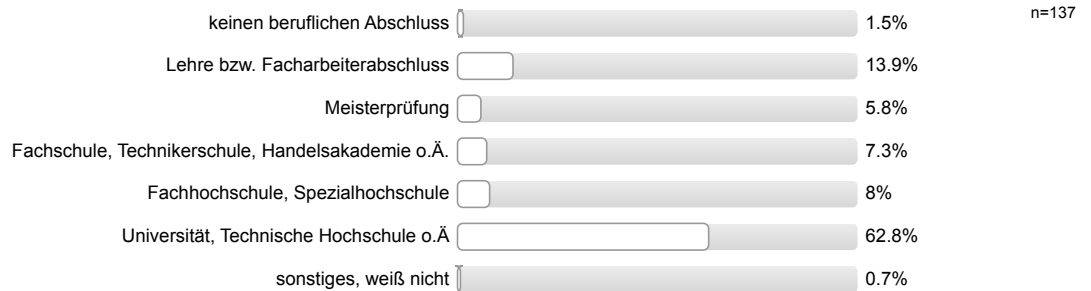 keinen beruflichen Abschluss 1.5% n=137
Lehre bzw. Facharbeiterabschluss 13.9%
Meisterprüfung 5.8%
Fachschule, Technikerschule, Handelsakademie o.Ä. 7.3%
Fachhochschule, Spezialhochschule 8%
Universität, Technische Hochschule o.Ä 62.8%
sonstiges, weiß nicht 0.7%